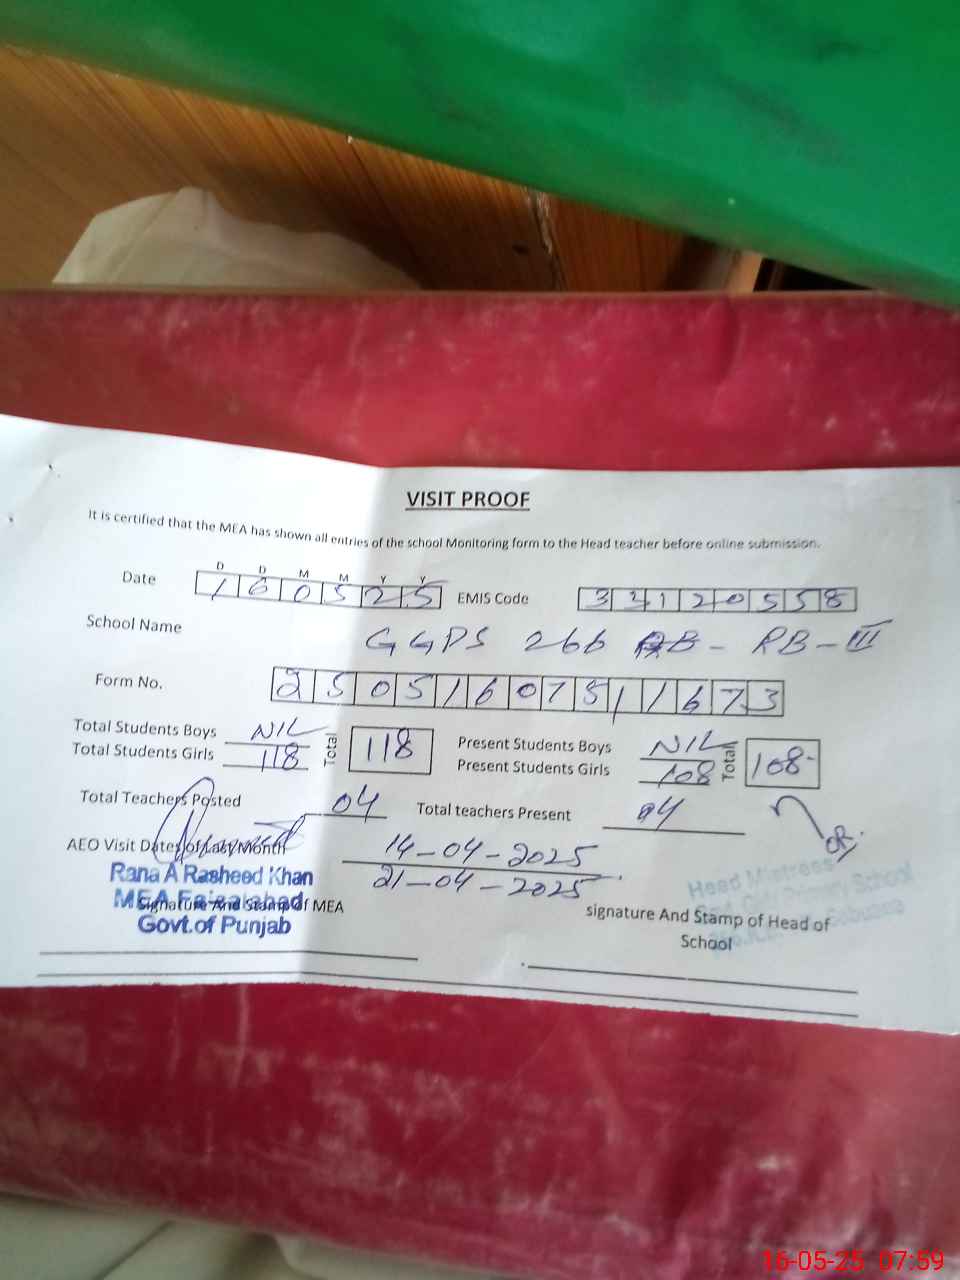 VISIT PROOF
It is certified that the MEA has shown all entries of the school Monitoring form to the Head teacher before online submission.
D D M M Y Y
Date 1 6 0 5 2 5 EMIS Code 3 3 1 2 0 5 5 8
School Name GGPS 266 RB - III
Form No. 2 5 0 5 1 6 0 7 5 1 1 6 7 3
Total Students Boys NIL Total 118 Present Students Boys NIL Total 108
Total Students Girls 118 Present Students Girls 108
Total Teachers Posted 04 Total teachers Present 04
AEO Visit Dates of Last Month 14-04-2025
21-04-2025
Rana A Rasheed Khan
MEA Faisalabad
Signature And Stamp Of MEA
Govt.of Punjab
Head Mistress
Primary School
signature And Stamp of Head of
School
16-05-25 07:59